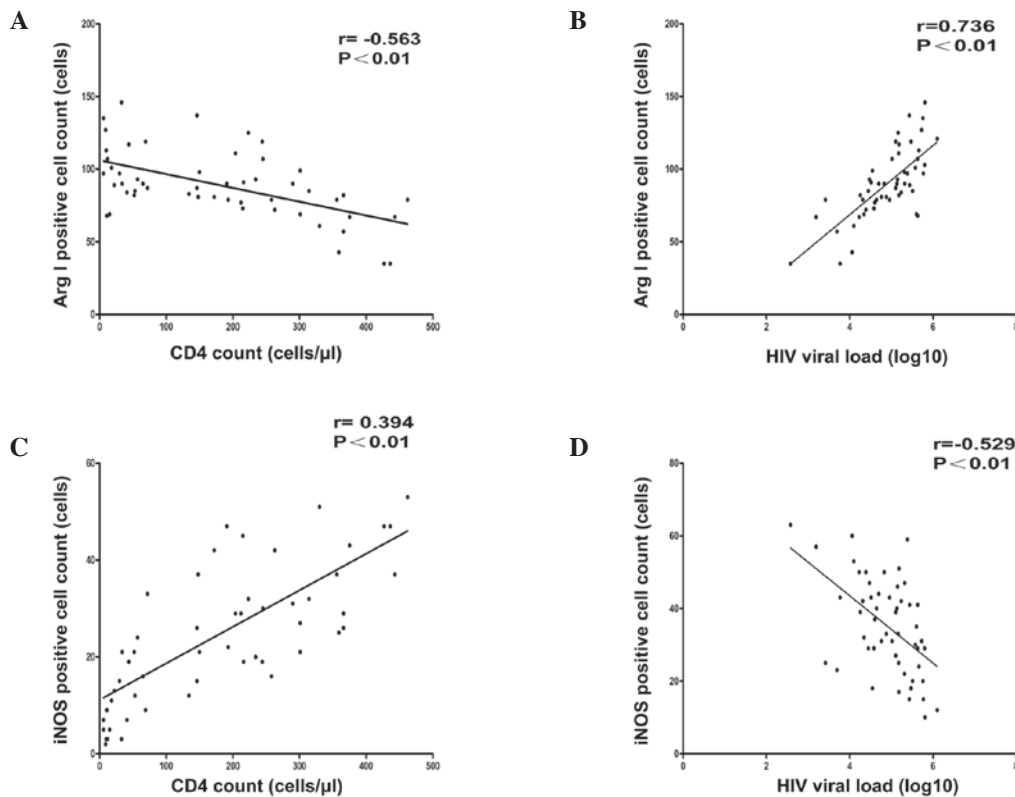 A
r= -0.563
P<0.01
Arg I positive cell count (cells)
200
150
100
50
0
0 100 200 300 400 500
CD4 count (cells/µl)
B
r=0.736
P<0.01
Arg I positive cell count (cells)
200
150
100
50
0
0 2 4 6 8
HIV viral load (log10)
C
r= 0.394
P<0.01
iNOS positive cell count (cells)
60
40
20
0
0 100 200 300 400 500
CD4 count (cells/µl)
D
r=-0.529
P<0.01
iNOS positive cell count (cells)
80
60
40
20
0
0 2 4 6 8
HIV viral load (log10)